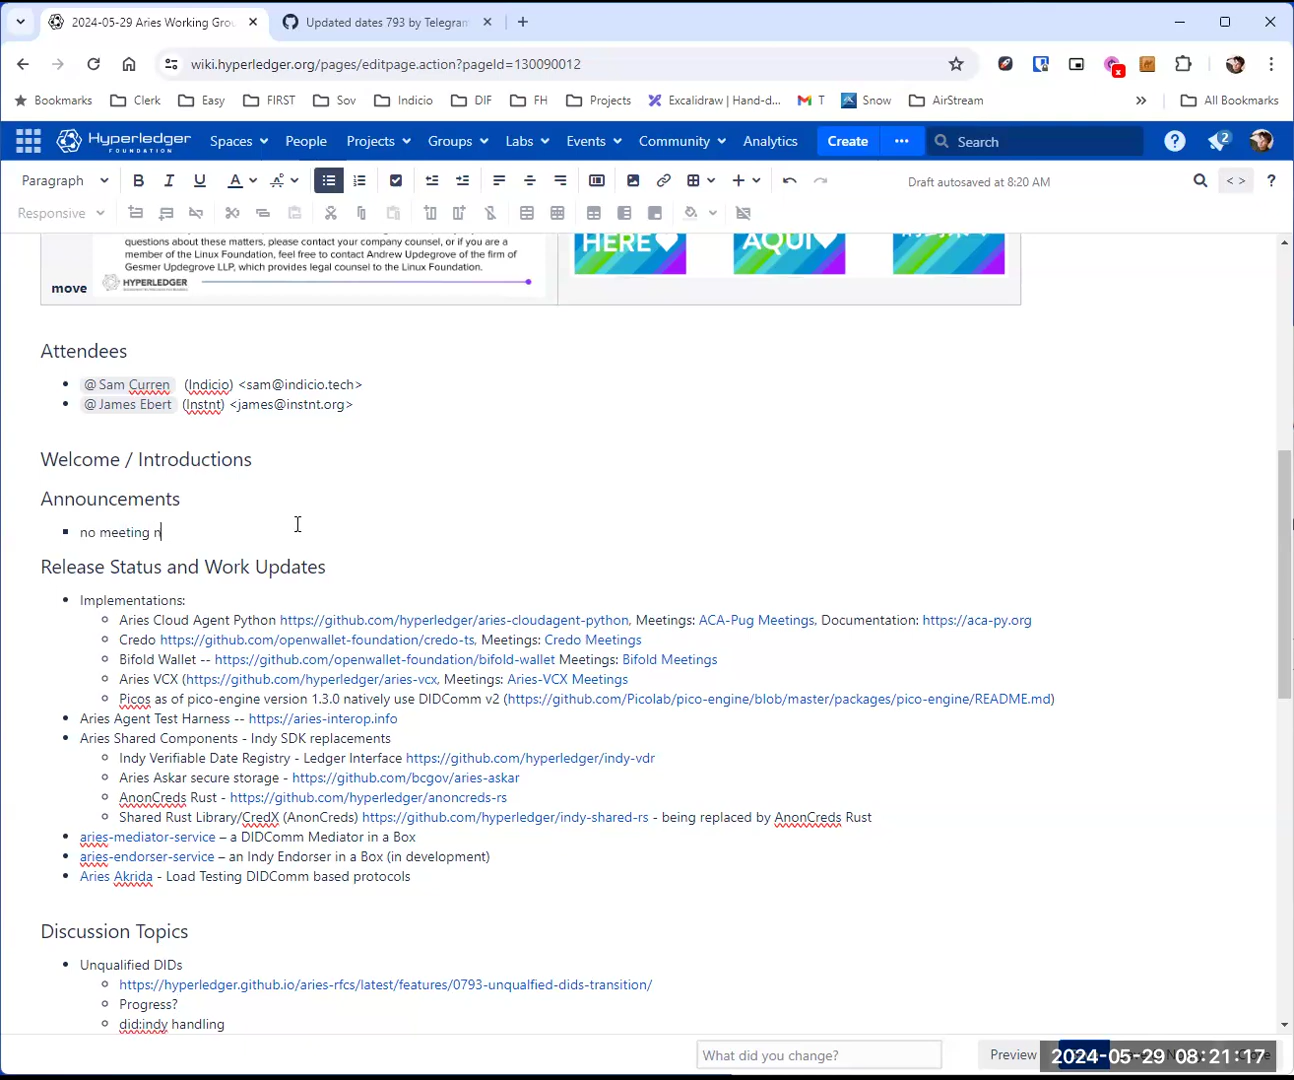 2024-05-29 Aries Working Grou
Updated dates 793 by Telegram
wiki.hyperledger.org/pages/editpage.action?pageId=130090012
Bookmarks Clerk Easy FIRST Sov Indicio DIF FH Projects Excalidraw | Hand-d... T Snow AirStream » All Bookmarks
HYPERLEDGER FOUNDATION Spaces People Projects Groups Labs Events Community Analytics Create ••• Search 2
Paragraph B I U A Draft autosaved at 8:20 AM < > ?
Responsive
questions about these matters, please contact your company counsel, or if you are a
member of the Linux Foundation, feel free to contact Andrew Updegrove of the firm of
Gesmer Updegrove LLP, which provides legal counsel to the Linux Foundation.
HYPERLEDGER
move
HERE AQUI
Attendees
@ Sam Curren (Indicio) <sam@indicio.tech>
@ James Ebert (Instnt) <james@instnt.org>
Welcome / Introductions
Announcements
no meeting n
Release Status and Work Updates
Implementations:
Aries Cloud Agent Python https://github.com/hyperledger/aries-cloudagent-python, Meetings: ACA-Pug Meetings, Documentation: https://aca-py.org
Credo https://github.com/openwallet-foundation/credo-ts, Meetings: Credo Meetings
Bifold Wallet -- https://github.com/openwallet-foundation/bifold-wallet Meetings: Bifold Meetings
Aries VCX (https://github.com/hyperledger/aries-vcx, Meetings: Aries-VCX Meetings
Picos as of pico-engine version 1.3.0 natively use DIDComm v2 (https://github.com/Picolab/pico-engine/blob/master/packages/pico-engine/README.md)
Aries Agent Test Harness -- https://aries-interop.info
Aries Shared Components - Indy SDK replacements
Indy Verifiable Date Registry - Ledger Interface https://github.com/hyperledger/indy-vdr
Aries Askar secure storage - https://github.com/bcgov/aries-askar
AnonCreds Rust - https://github.com/hyperledger/anoncreds-rs
Shared Rust Library/CredX (AnonCreds) https://github.com/hyperledger/indy-shared-rs - being replaced by AnonCreds Rust
aries-mediator-service – a DIDComm Mediator in a Box
aries-endorser-service – an Indy Endorser in a Box (in development)
Aries Akrida - Load Testing DIDComm based protocols
Discussion Topics
Unqualified DIDs
https://hyperledger.github.io/aries-rfcs/latest/features/0793-unqualfied-dids-transition/
Progress?
did:indy handling
What did you change? Preview
2024-05-29 08:21:17